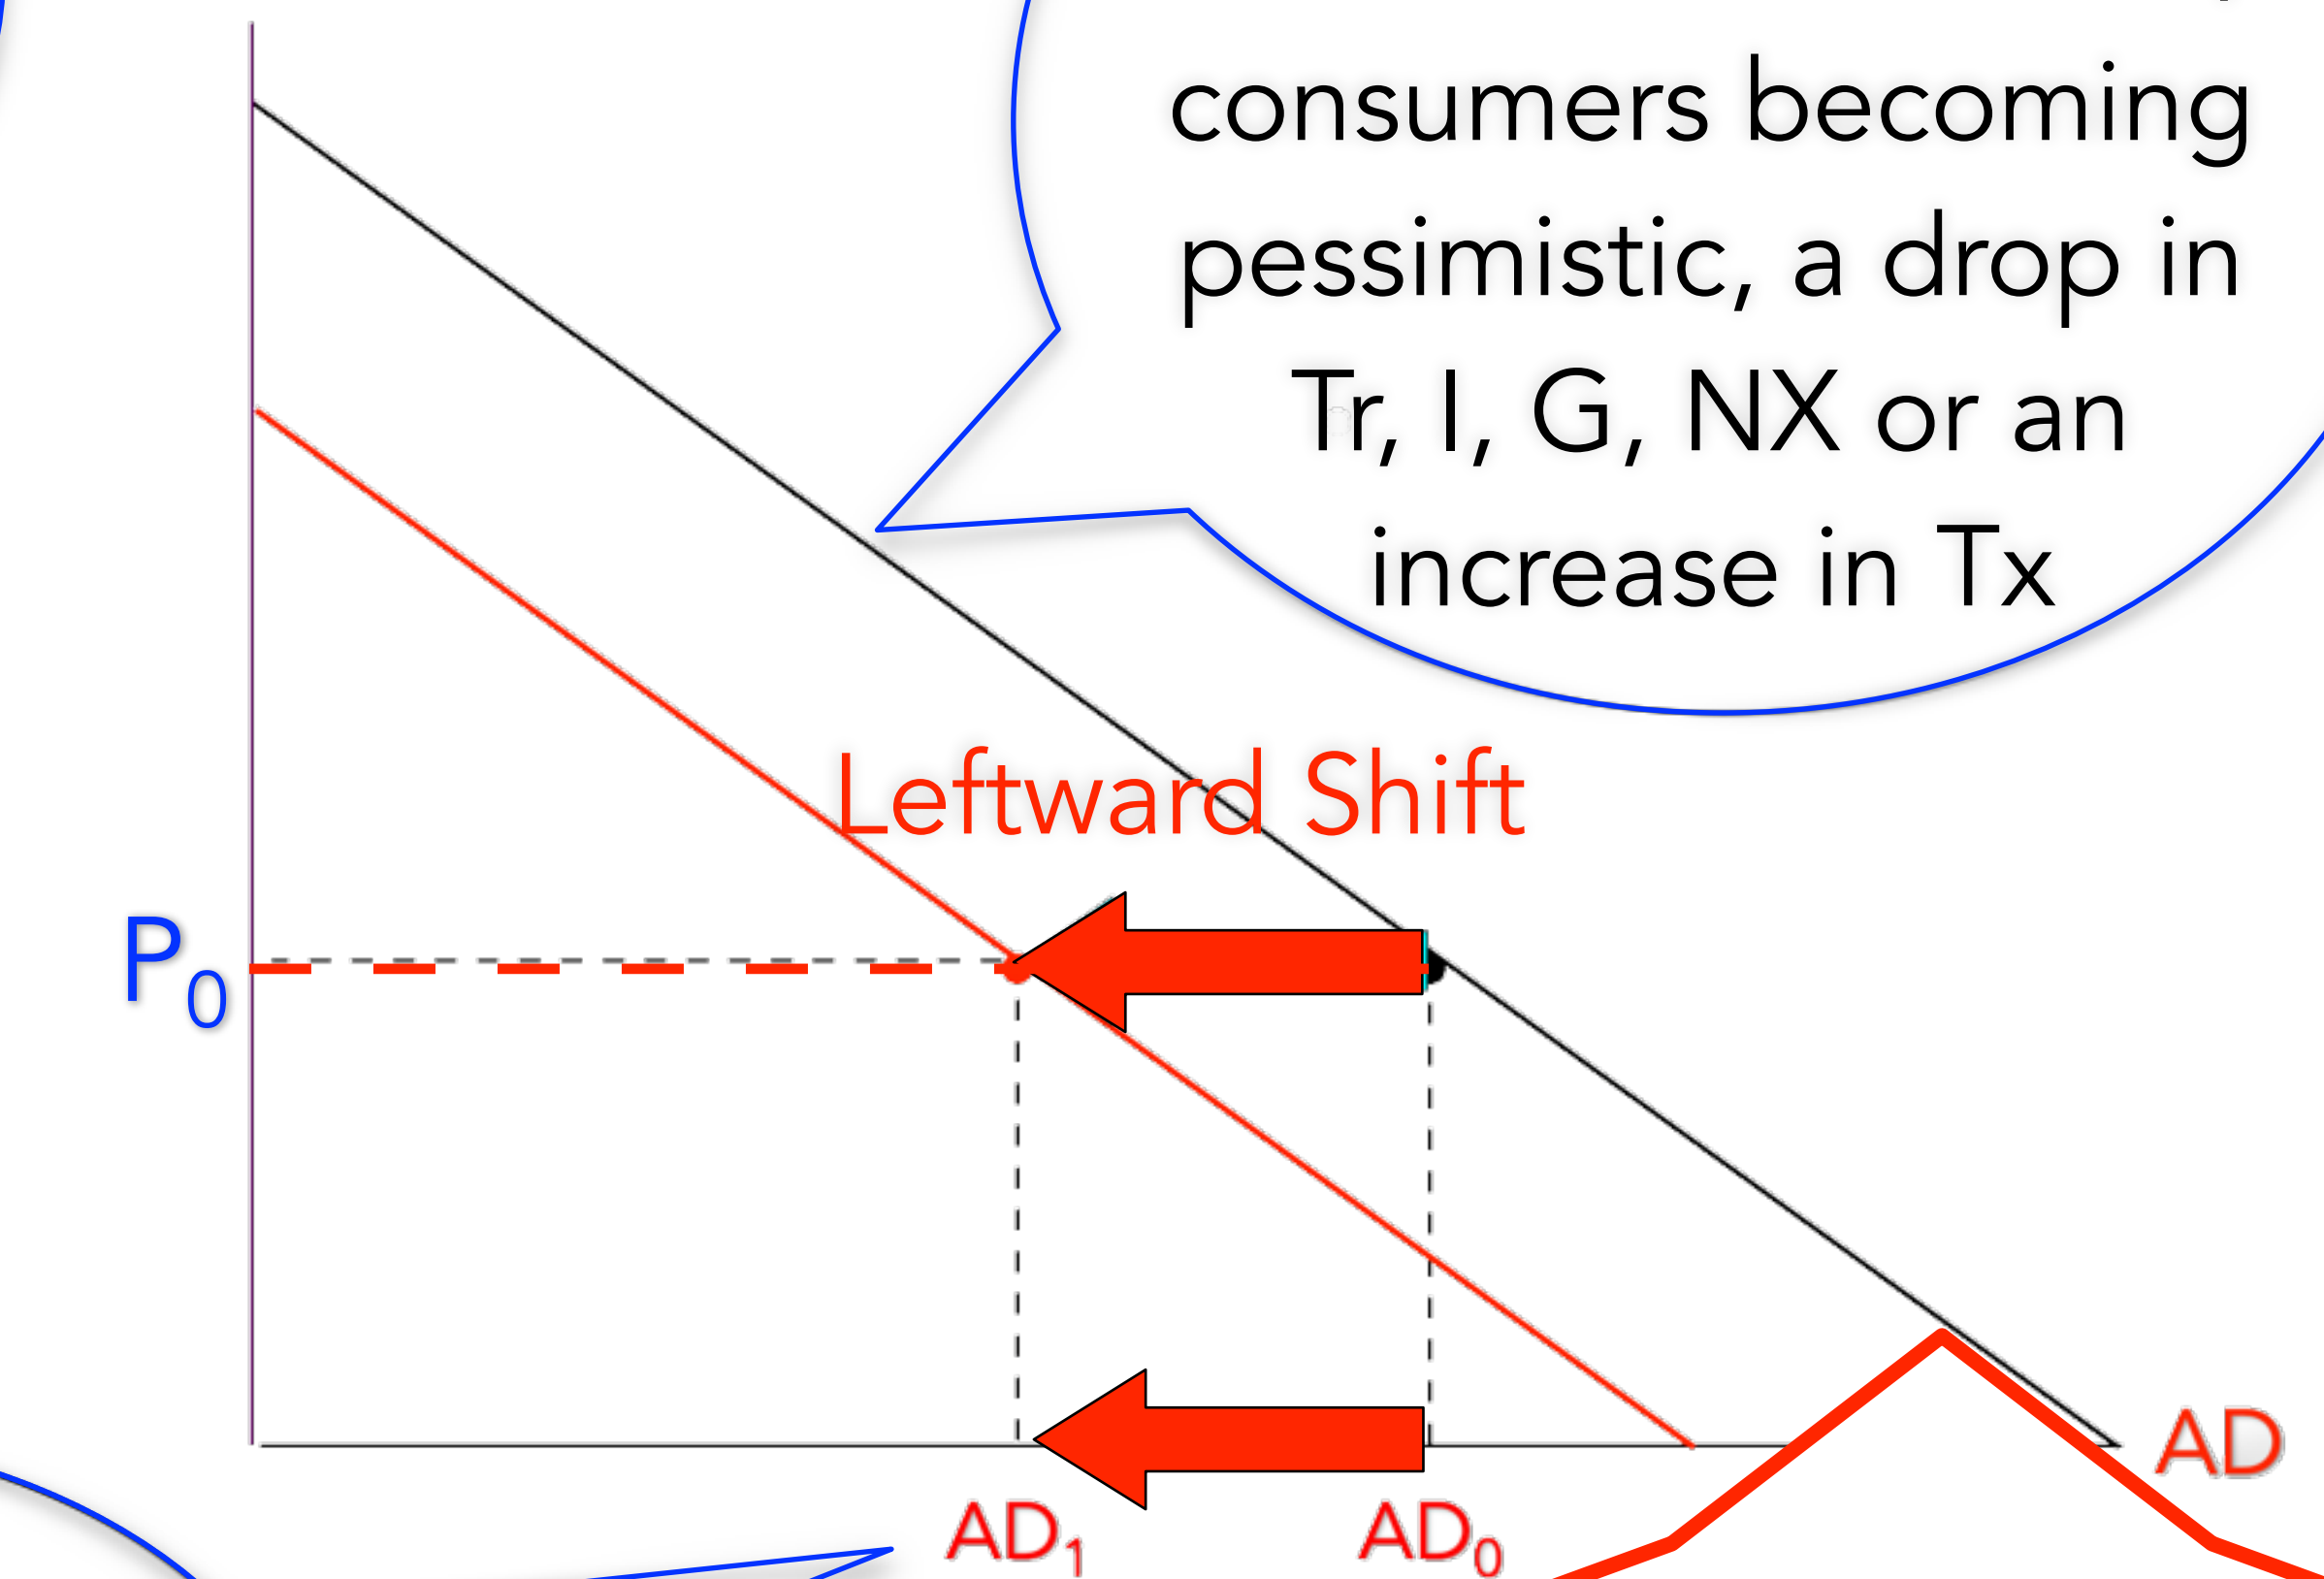 consumers becoming
pessimistic, a drop in
Tr, I, G, NX or an
increase in Tx
Leftward Shift
P₀
AD
AD₁
AD₀